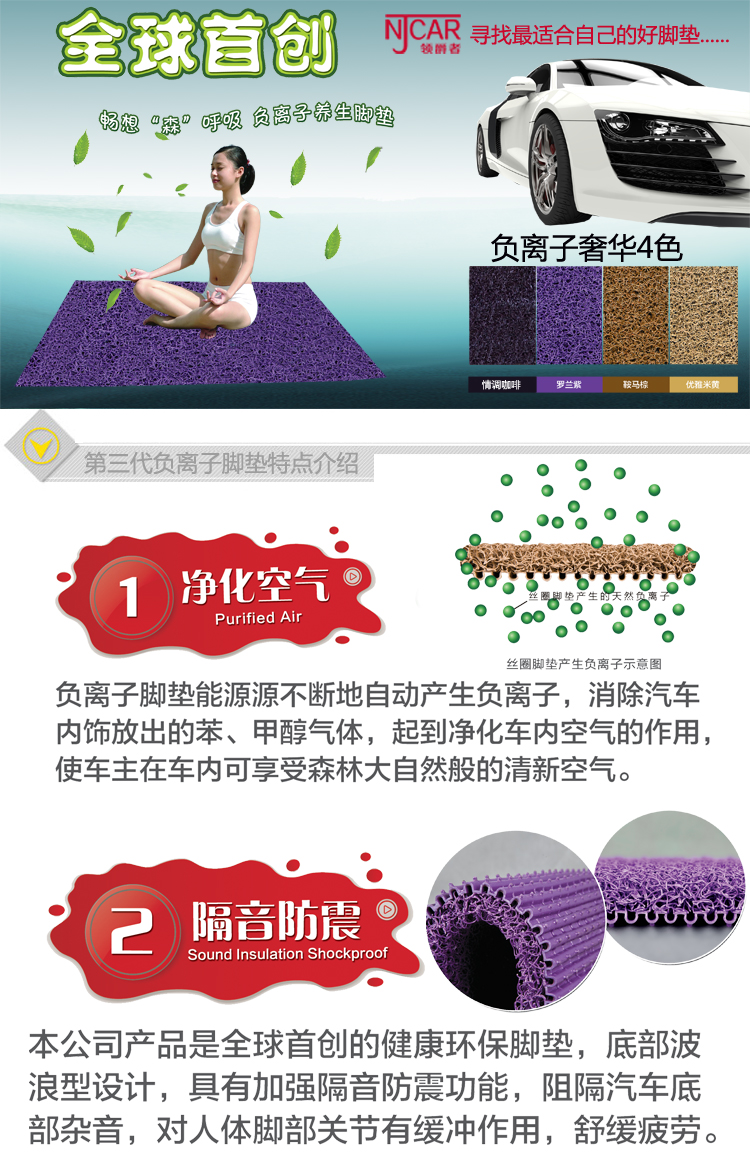 全球首创
NJCAR
领爵者
寻找最适合自己的好脚垫......
畅想“森”呼吸 负离子养生脚垫
负离子奢华4色
情调咖啡
罗兰紫
鞍马棕
优雅米黄
第三代负离子脚垫特点介绍
1
净化空气
Purified Air
丝圈脚垫产生的天然负离子
丝圈脚垫产生负离子示意图
负离子脚垫能源源不断地自动产生负离子，消除汽车
内饰放出的苯、甲醇气体，起到净化车内空气的作用，
使车主在车内可享受森林大自然般的清新空气。
2
隔音防震
Sound Insulation Shockproof
本公司产品是全球首创的健康环保脚垫，底部波
浪型设计，具有加强隔音防震功能，阻隔汽车底
部杂音，对人体脚部关节有缓冲作用，舒缓疲劳。